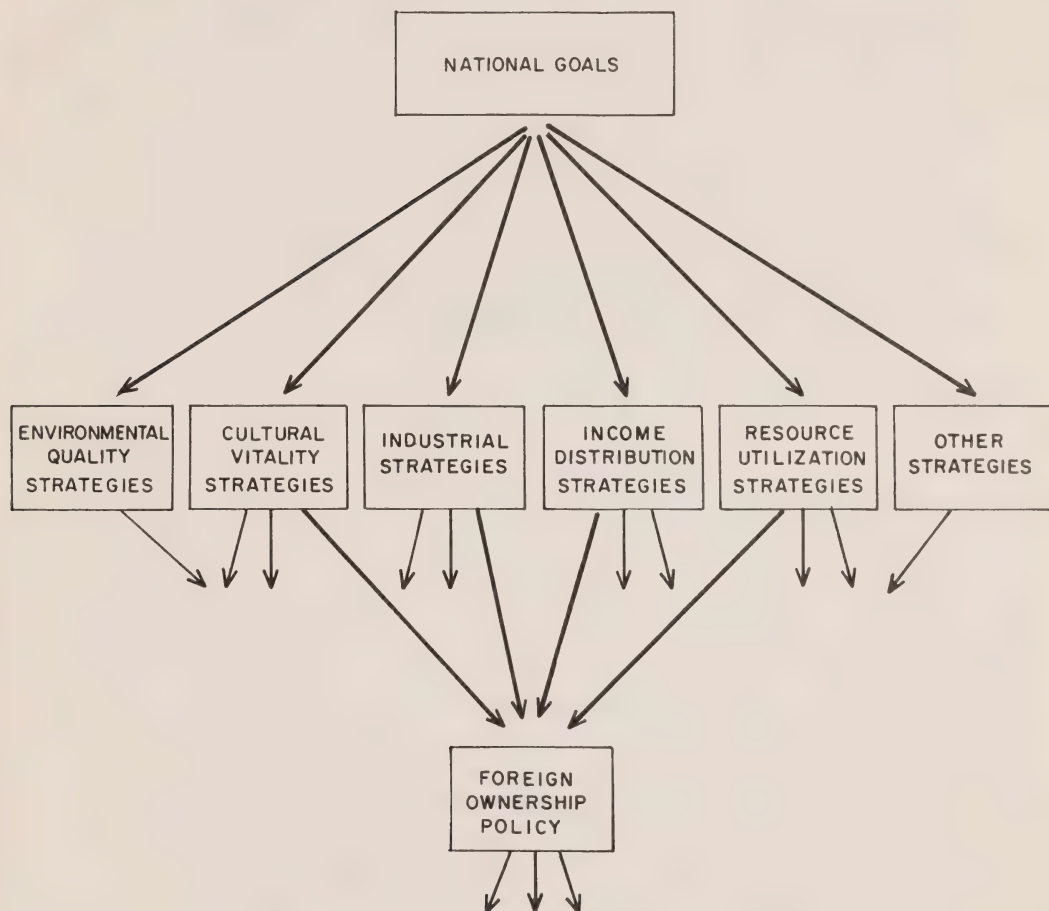 NATIONAL GOALS
ENVIRONMENTAL
QUALITY
STRATEGIES
CULTURAL
VITALITY
STRATEGIES
INDUSTRIAL
STRATEGIES
INCOME
DISTRIBUTION
STRATEGIES
RESOURCE
UTILIZATION
STRATEGIES
OTHER
STRATEGIES
FOREIGN
OWNERSHIP
POLICY